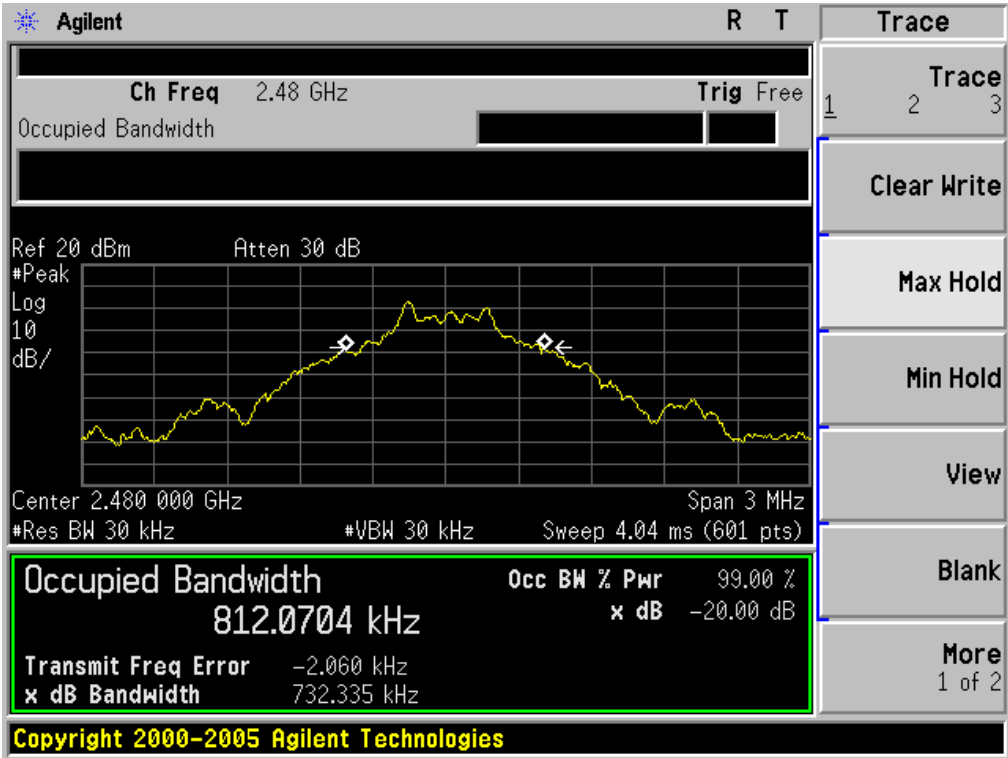 Agilent R T
Ch Freq 2.48 GHz Trig Free
Occupied Bandwidth
Ref 20 dBm Atten 30 dB
#Peak
Log
10
dB/
Center 2.480 000 GHz Span 3 MHz
#Res BW 30 kHz #VBW 30 kHz Sweep 4.04 ms (601 pts)
Occupied Bandwidth Occ BW % Pwr 99.00 %
812.0704 kHz x dB -20.00 dB
Transmit Freq Error -2.060 kHz
x dB Bandwidth 732.335 kHz
Copyright 2000-2005 Agilent Technologies
Trace
Trace
1 2 3
Clear Write
Max Hold
Min Hold
View
Blank
More
1 of 2